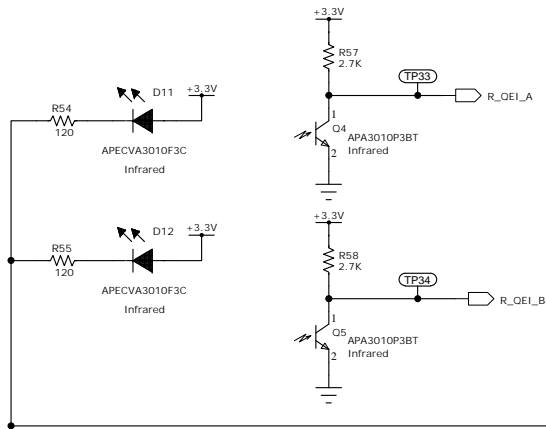 +3.3V
R57
2.7K
TP33
R_QEI_A
1
Q4
APA3010P3BT
Infrared
2
D11
+3.3V
R54
120
APECVA3010F3C
Infrared
+3.3V
R58
2.7K
TP34
R_QEI_B
1
Q5
APA3010P3BT
Infrared
2
D12
+3.3V
R55
120
APECVA3010F3C
Infrared